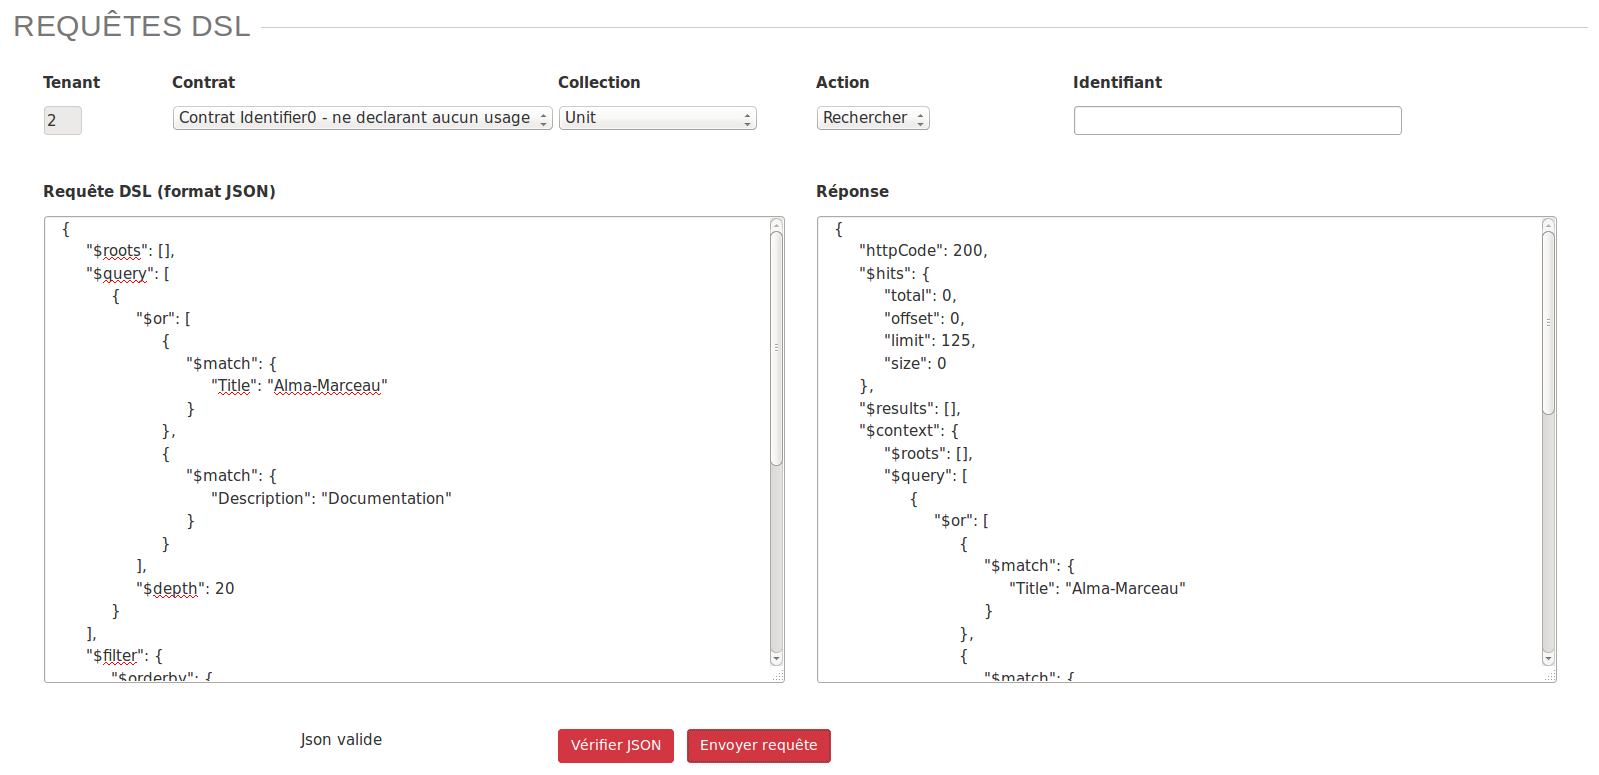 REQUÊTES DSL
Tenant Contrat Collection Action Identifiant
2 Contrat Identifier0 - ne declarant aucun usage Unit Rechercher
Requête DSL (format JSON)
{
"$roots": [],
"$query": [
{
"$or": [
{
"$match": {
"Title": "Alma-Marceau"
}
},
{
"$match": {
"Description": "Documentation"
}
}
],
"$depth": 20
}
],
"$filter": {
"$orderby": {
Réponse
{
"httpCode": 200,
"$hits": {
"total": 0,
"offset": 0,
"limit": 125,
"size": 0
},
"$results": [],
"$context": {
"$roots": [],
"$query": [
{
"$or": [
{
"$match": {
"Title": "Alma-Marceau"
}
},
{
"$match": {
Json valide Vérifier JSON Envoyer requête